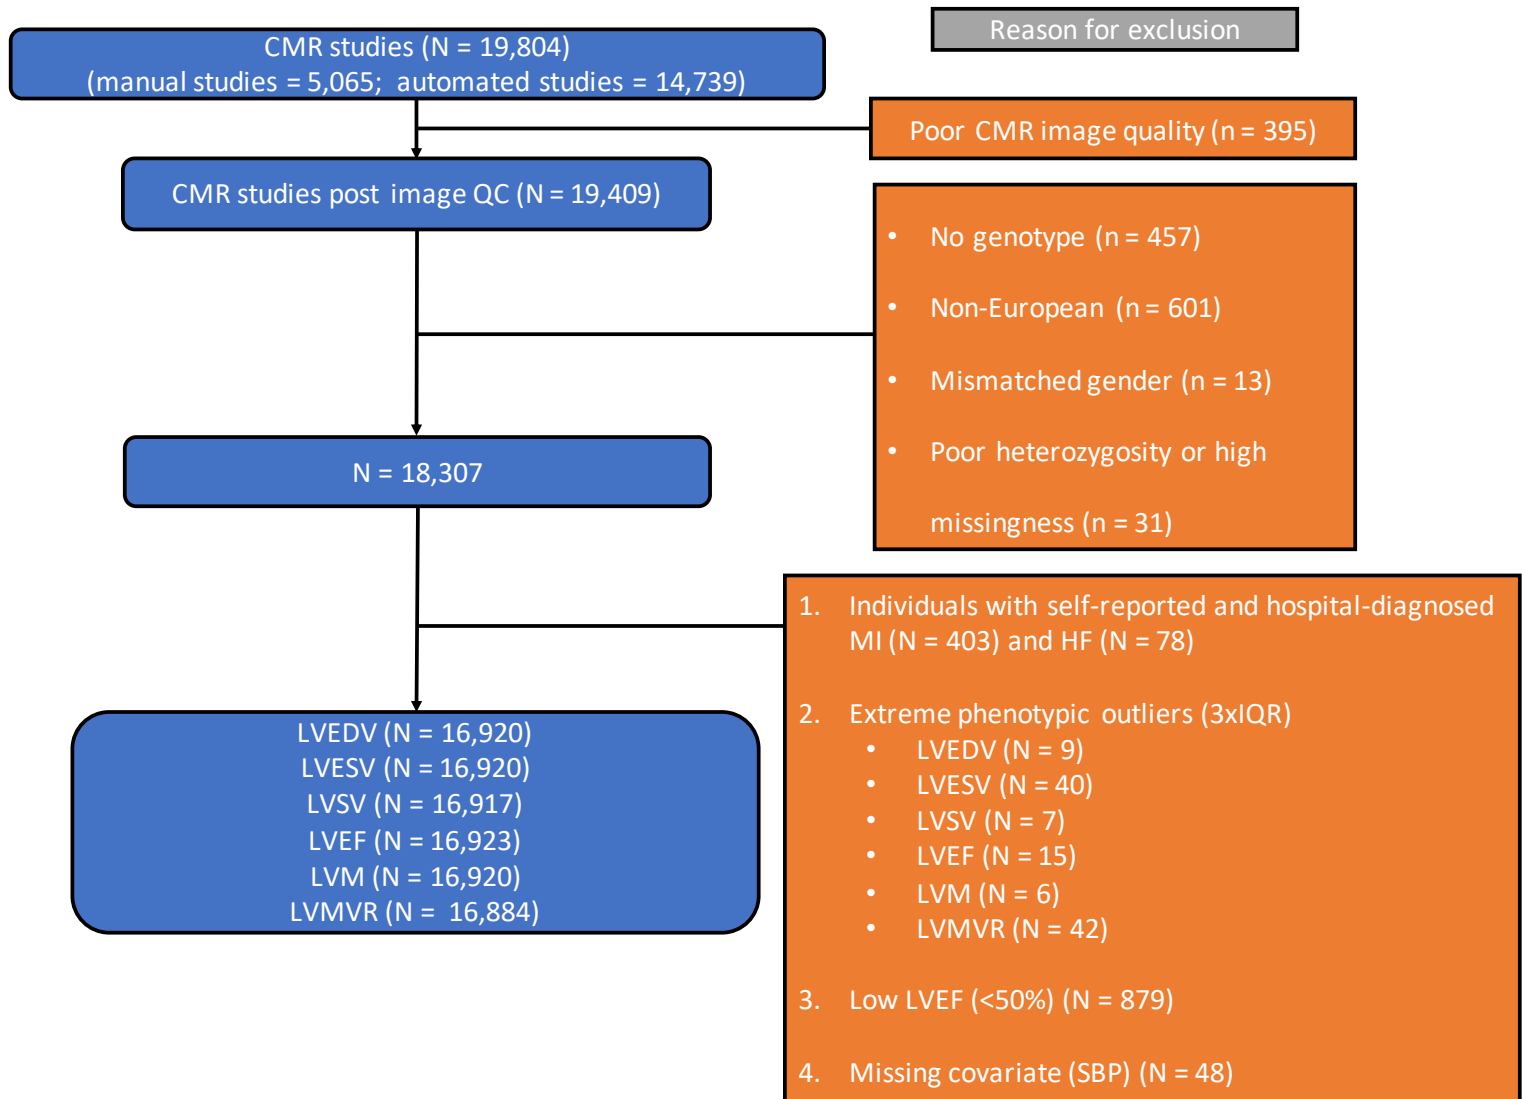 Reason for exclusion
CMR studies (N = 19,804)
(manual studies = 5,065; automated studies = 14,739)
Poor CMR image quality (n = 395)
CMR studies post image QC (N = 19,409)
• No genotype (n = 457)
• Non-European (n = 601)
• Mismatched gender (n = 13)
• Poor heterozygosity or high
missingness (n = 31)
N = 18,307
1. Individuals with self-reported and hospital-diagnosed
MI (N = 403) and HF (N = 78)
2. Extreme phenotypic outliers (3xIQR)
• LVEDV (N = 9)
• LVESV (N = 40)
• LVSV (N = 7)
• LVEF (N = 15)
• LVM (N = 6)
• LVMVR (N = 42)
3. Low LVEF (<50%) (N = 879)
4. Missing covariate (SBP) (N = 48)
LVEDV (N = 16,920)
LVESV (N = 16,920)
LVSV (N = 16,917)
LVEF (N = 16,923)
LVM (N = 16,920)
LVMVR (N = 16,884)